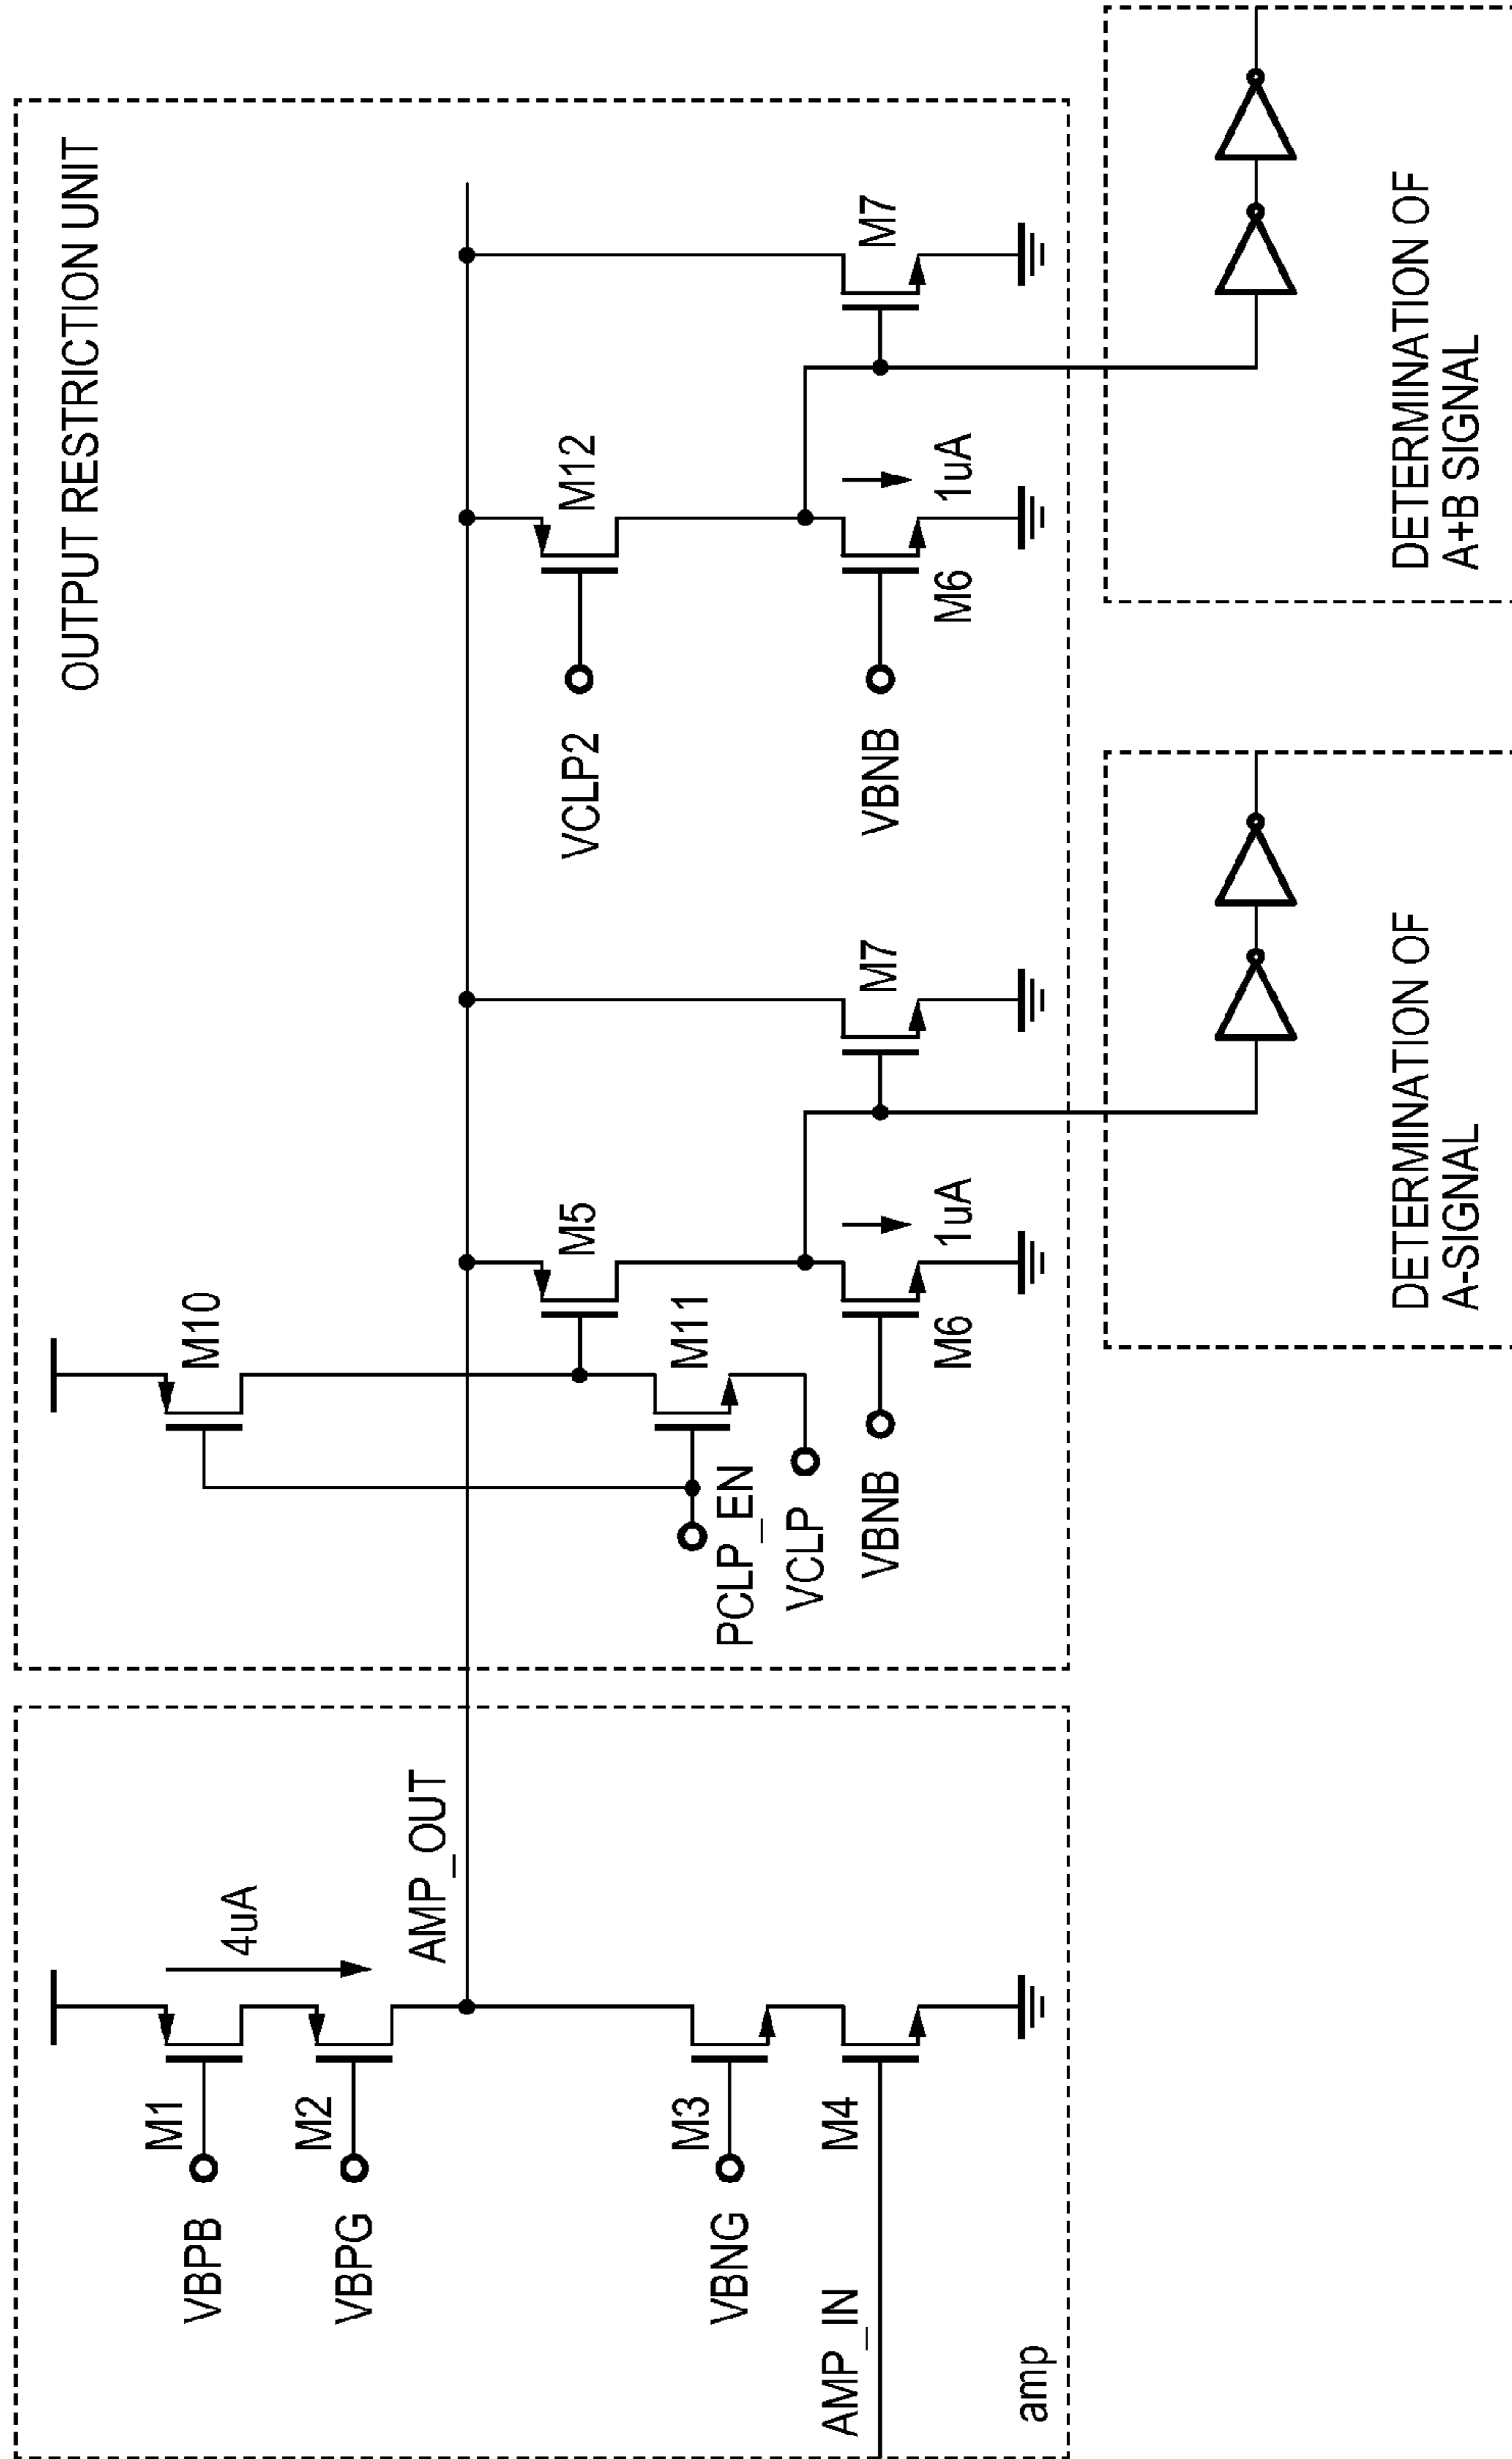 OUTPUT RESTRICTION UNIT
4uA
M1
VBPB
M2
VBPG
AMP_OUT
M3
VBNG
M4
AMP_IN
amp
M10
M11
PCLP_EN
VCLP
M5
M6
1uA
VBNB
M7
M12
VCLP2
M6
1uA
VBNB
M7
DETERMINATION OF
A-SIGNAL
DETERMINATION OF
A+B SIGNAL